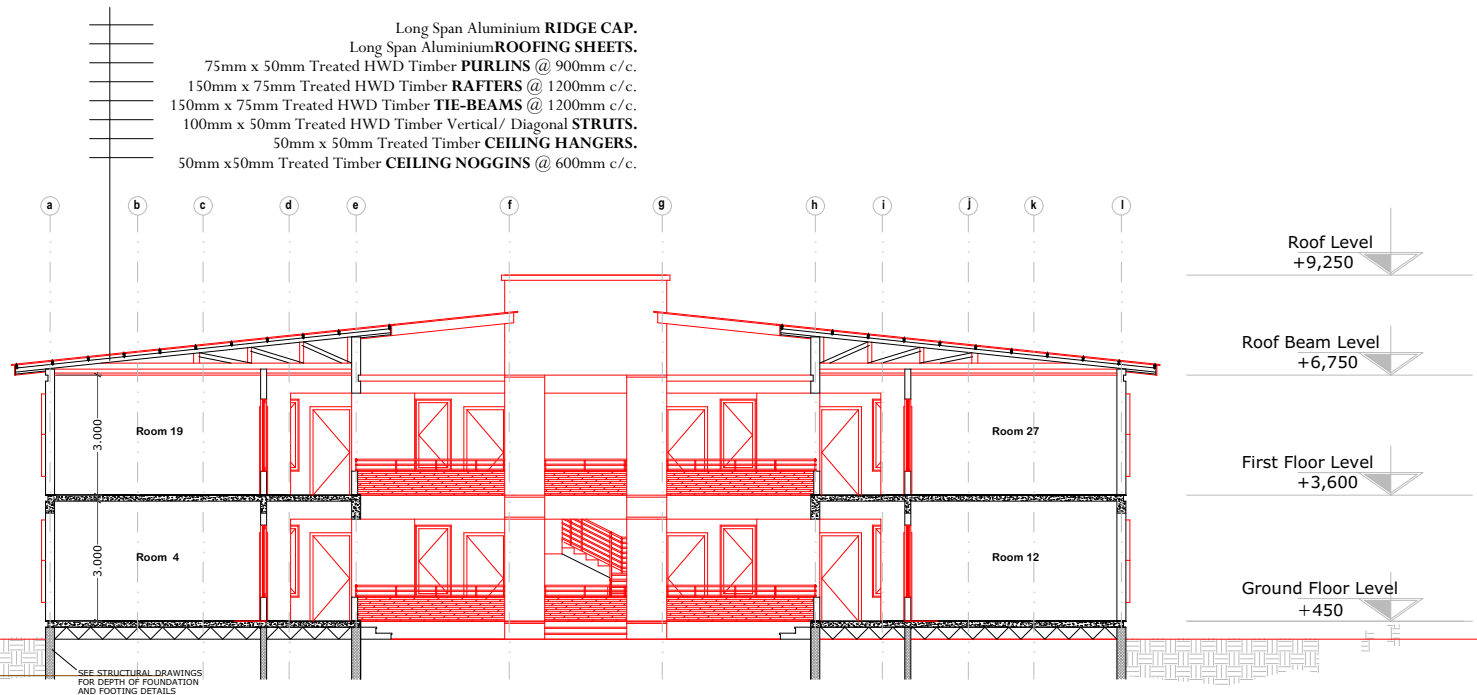 Long Span Aluminium RIDGE CAP.
Long Span AluminiumROOFING SHEETS.
75mm x 50mm Treated HWD Timber PURLINS @ 900mm c/c.
150mm x 75mm Treated HWD Timber RAFTERS @ 1200mm c/c.
150mm x 75mm Treated HWD Timber TIE-BEAMS @ 1200mm c/c.
100mm x 50mm Treated HWD Timber Vertical/ Diagonal STRUTS.
50mm x 50mm Treated Timber CEILING HANGERS.
50mm x50mm Treated Timber CEILING NOGGINS @ 600mm c/c.
a b c d e f g h i j k l
Roof Level
+9,250
Roof Beam Level
+6,750
3.000
Room 19
Room 27
First Floor Level
+3,600
3.000
Room 4
Room 12
Ground Floor Level
+450
SEE STRUCTURAL DRAWINGS
FOR DEPTH OF FOUNDATION
AND FOOTING DETAILS